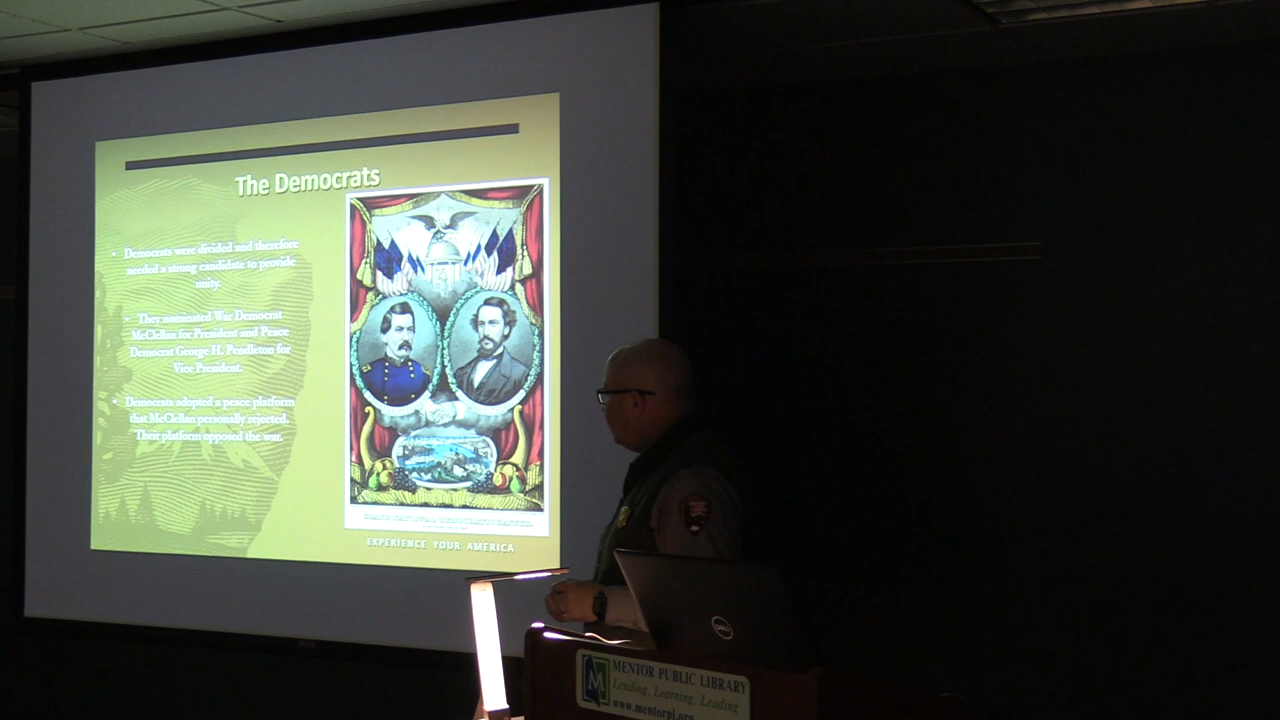 The Democrats
• Democrats were divided and therefore
needed a strong candidate to provide
unity.
• They nominated War Democrat
McClellan for President and Peace
Democrat George H. Pendleton for
Vice President.
• Democrats adopted a peace platform
that McClellan personally rejected.
Their platform opposed the war.
EXPERIENCE YOUR AMERICA
DELL
M
MENTOR PUBLIC LIBRARY
Lending, Learning, Leading
www.mentorpl.org